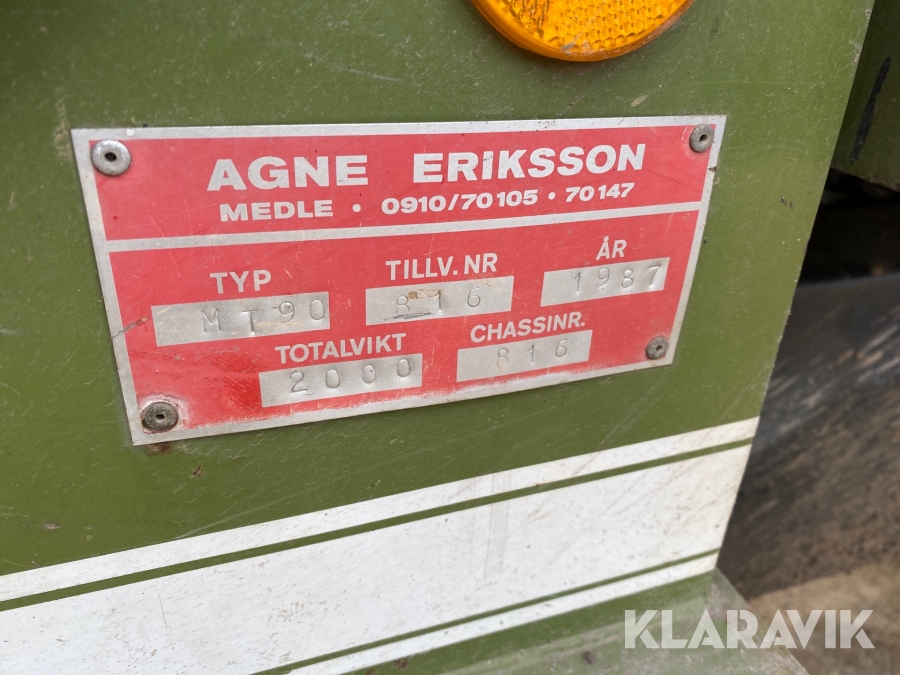 AGNE ERIKSSON
MEDLE • 0910/70105 • 70147
TYP TILLV. NR ÅR
MT90 816 1987
TOTALVIKT CHASSINR.
2000 816
KLARAVIK